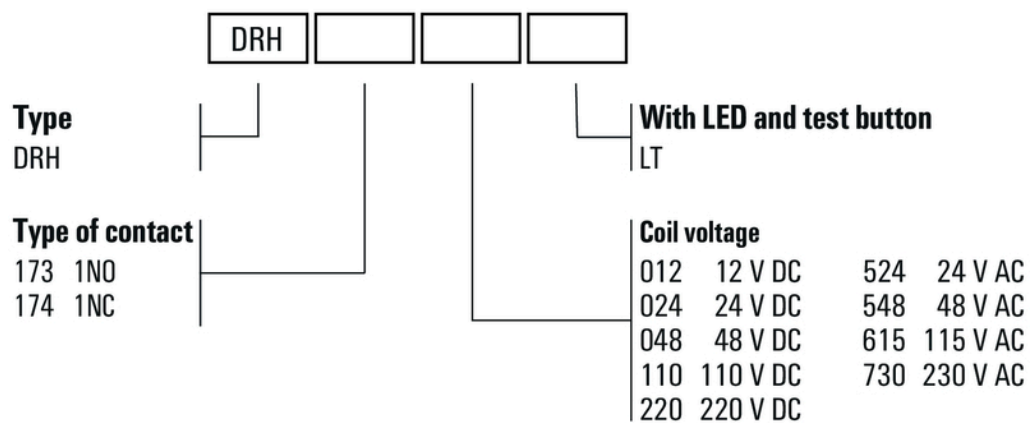 DRH
Type
DRH
With LED and test button
LT
Type of contact
173 1NO
174 1NC
Coil voltage
012 12 V DC 524 24 V AC
024 24 V DC 548 48 V AC
048 48 V DC 615 115 V AC
110 110 V DC 730 230 V AC
220 220 V DC